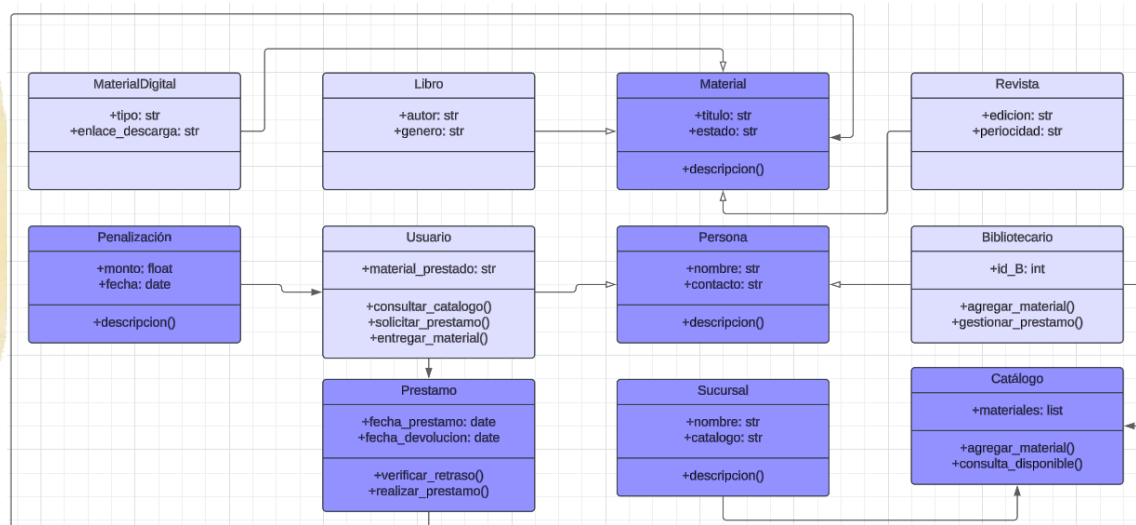 MaterialDigital
+tipo: str
+enlace_descarga: str
Libro
+autor: str
+genero: str
Material
+titulo: str
+estado: str
+descripcion()
Revista
+edicion: str
+periocidad: str
Penalización
+monto: float
+fecha: date
+descripcion()
Usuario
+material_prestado: str
+consultar_catalogo()
+solicitar_prestamo()
+entregar_material()
Persona
+nombre: str
+contacto: str
+descripcion()
Bibliotecario
+id_B: int
+agregar_material()
+gestionar_prestamo()
Prestamo
+fecha_prestamo: date
+fecha_devolucion: date
+verificar_retraso()
+realizar_prestamo()
Sucursal
+nombre: str
+catalogo: str
+descripcion()
Catálogo
+materiales: list
+agregar_material()
+consulta_disponible()